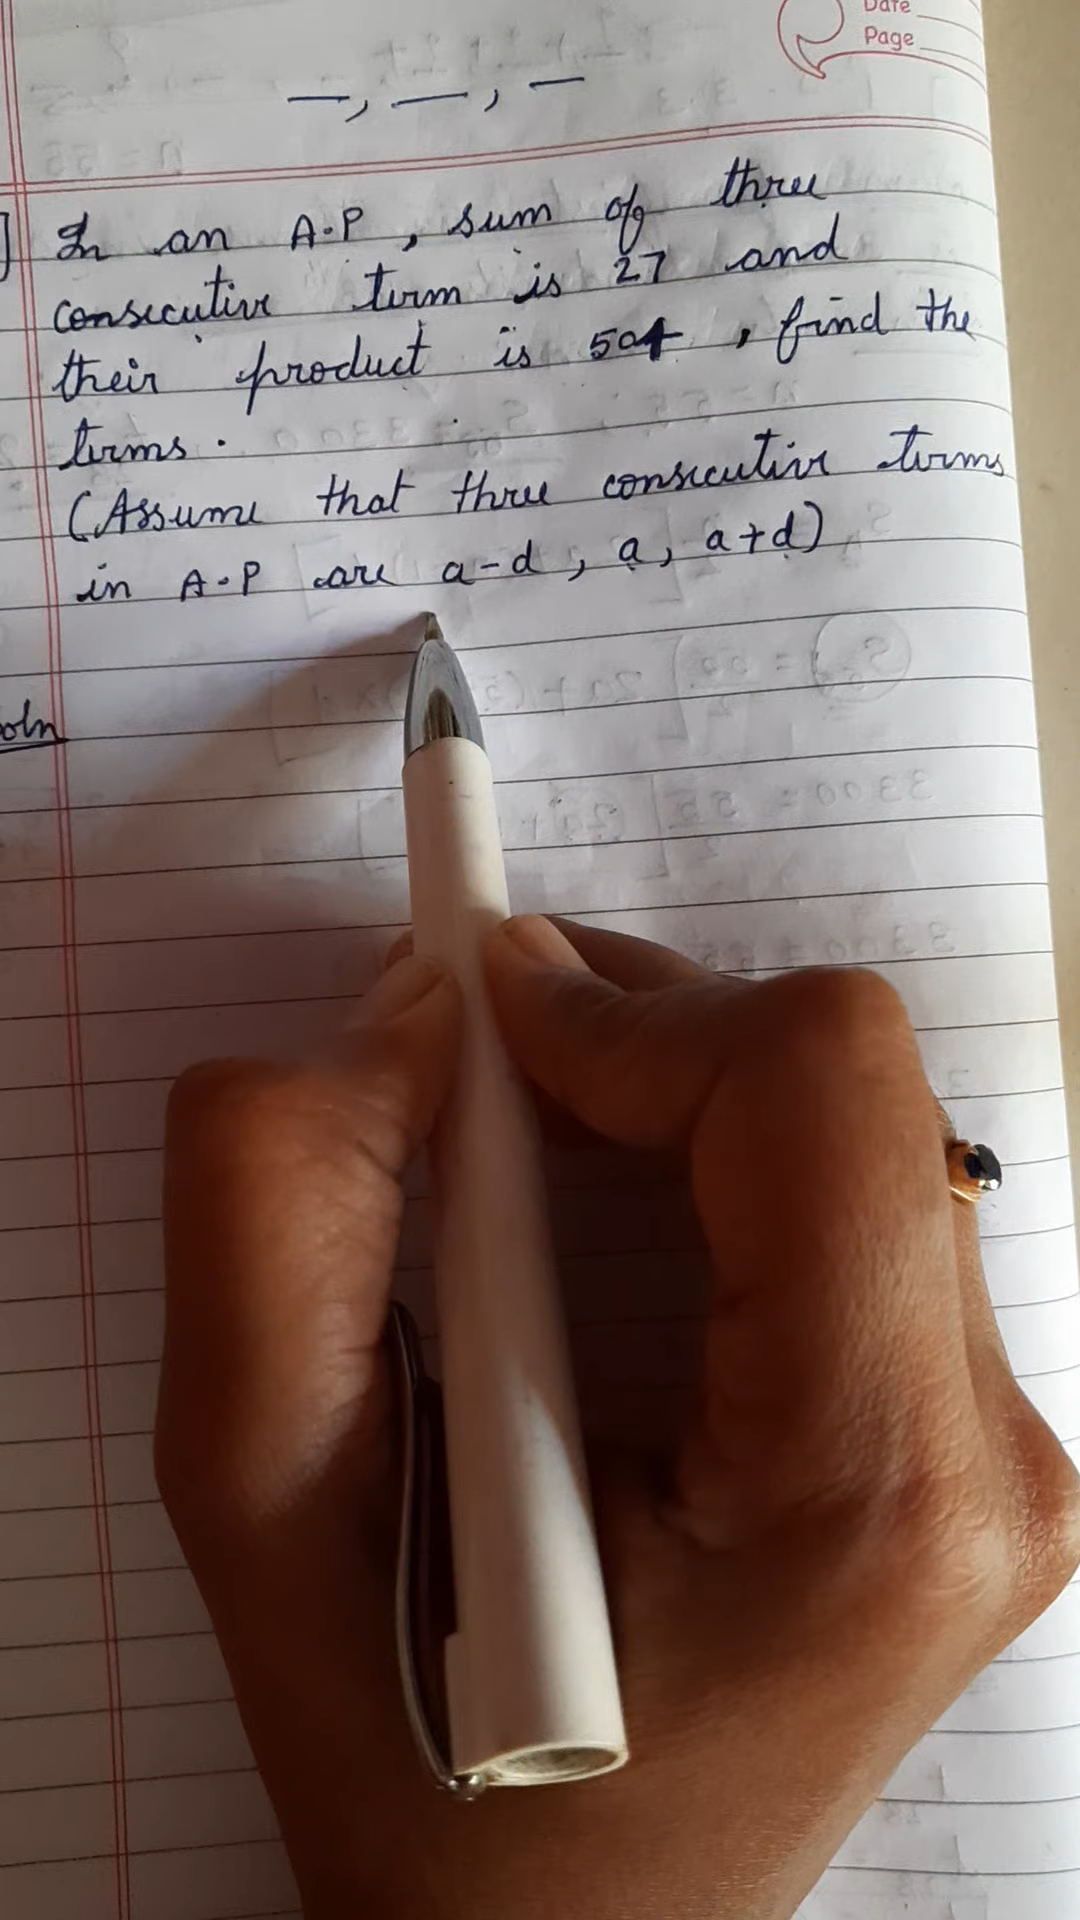 Date
Page
—, —, —
] In an A.P, sum of three
consecutive term is 27 and
their product is 504, find the
terms.
(Assume that three consecutive terms
in A.P are a-d, a, a+d)
oln